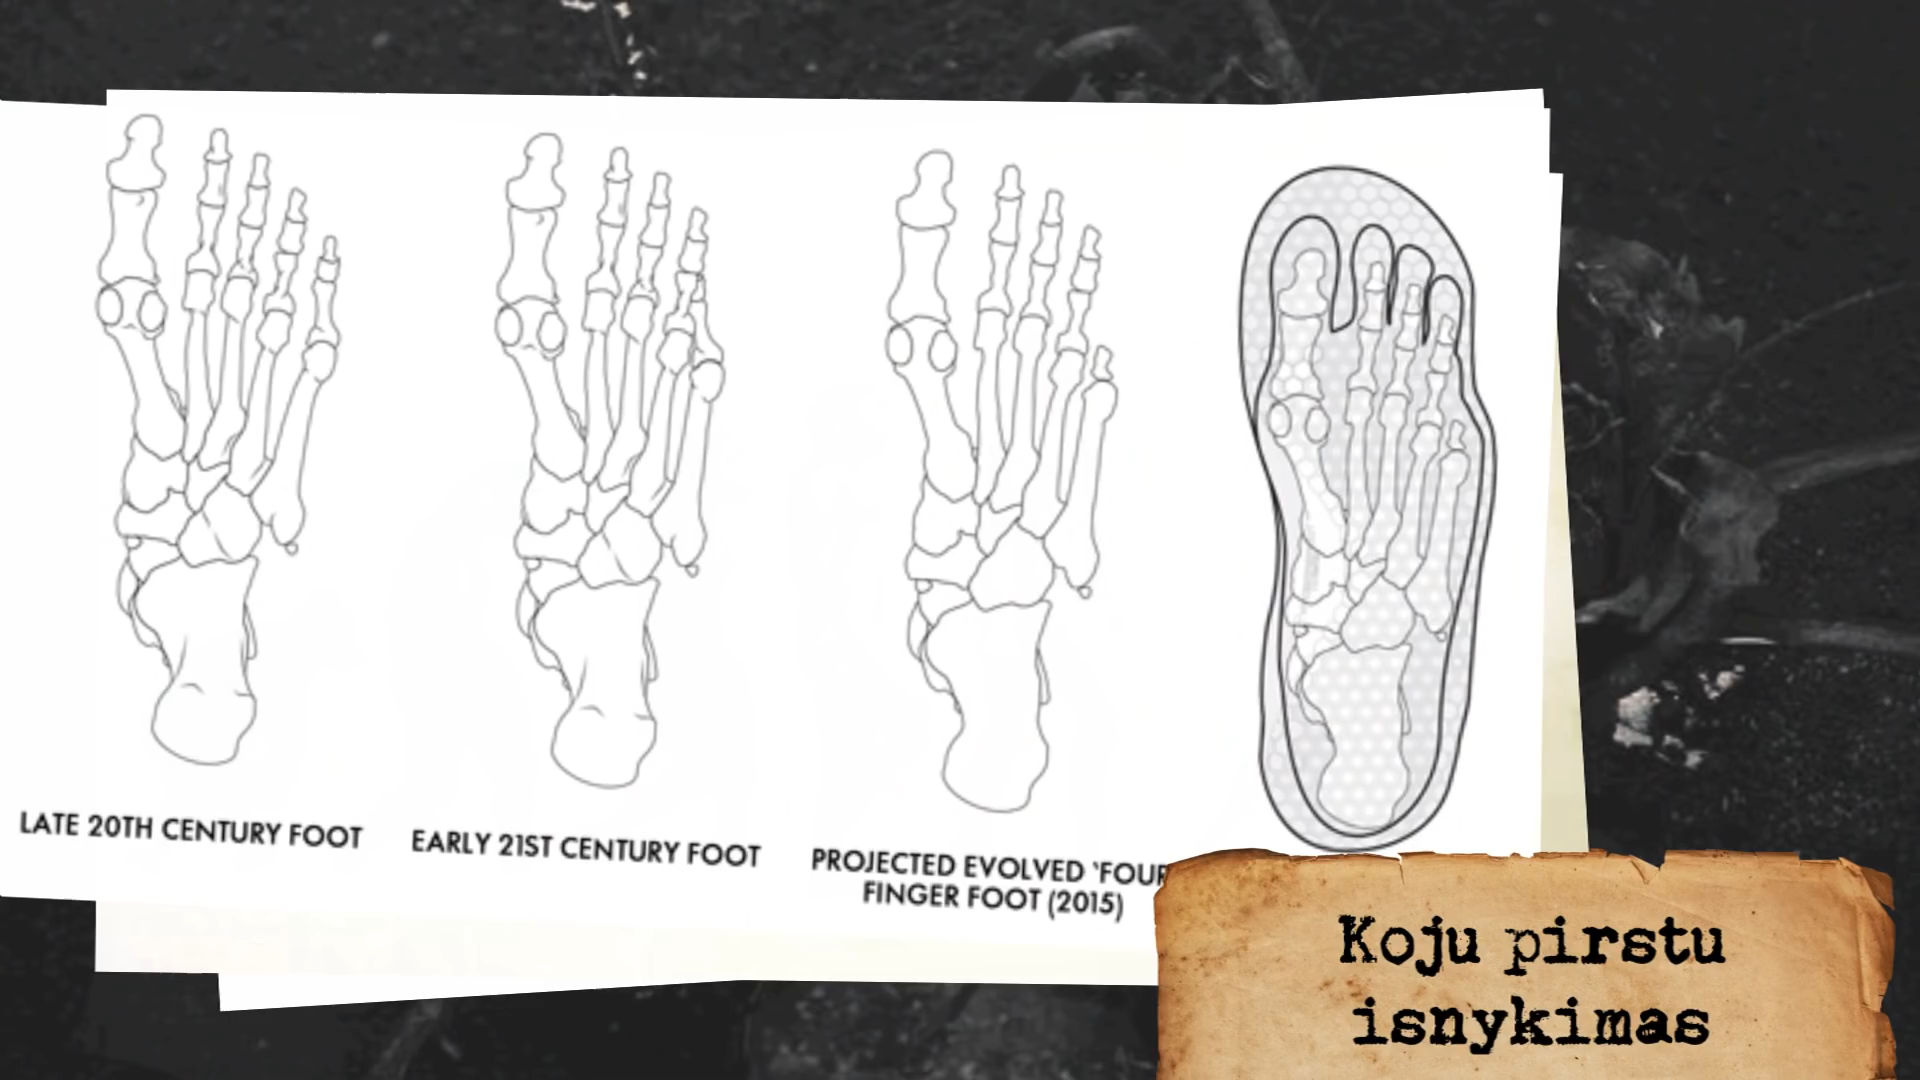 LATE 20TH CENTURY FOOT
EARLY 21ST CENTURY FOOT
PROJECTED EVOLVED ‘FOUR
FINGER FOOT (2015)
Koju pirstu
isnykimas